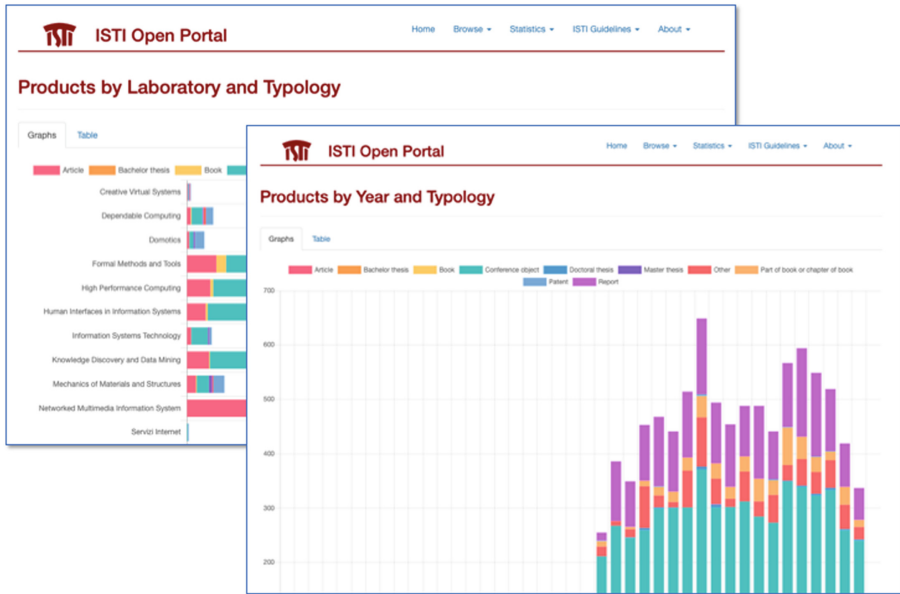 ISTI
ISTI Open Portal
Home Browse Statistics ISTI Guidelines About
Products by Laboratory and Typology
Graphs Table
Article Bachelor thesis Book
Creative Virtual Systems
Dependable Computing
Domotics
Formal Methods and Tools
High Performance Computing
Human Interfaces in Information Systems
Information Systems Technology
Knowledge Discovery and Data Mining
Mechanics of Materials and Structures
Networked Multimedia Information System
Servizi Internet
ISTI
ISTI Open Portal
Home Browse Statistics ISTI Guidelines About
Products by Year and Typology
Graphs Table
Article Bachelor thesis Book Conference object Doctoral thesis Master thesis Other Part of book or chapter of book
Patent Report
700
600
500
400
300
200